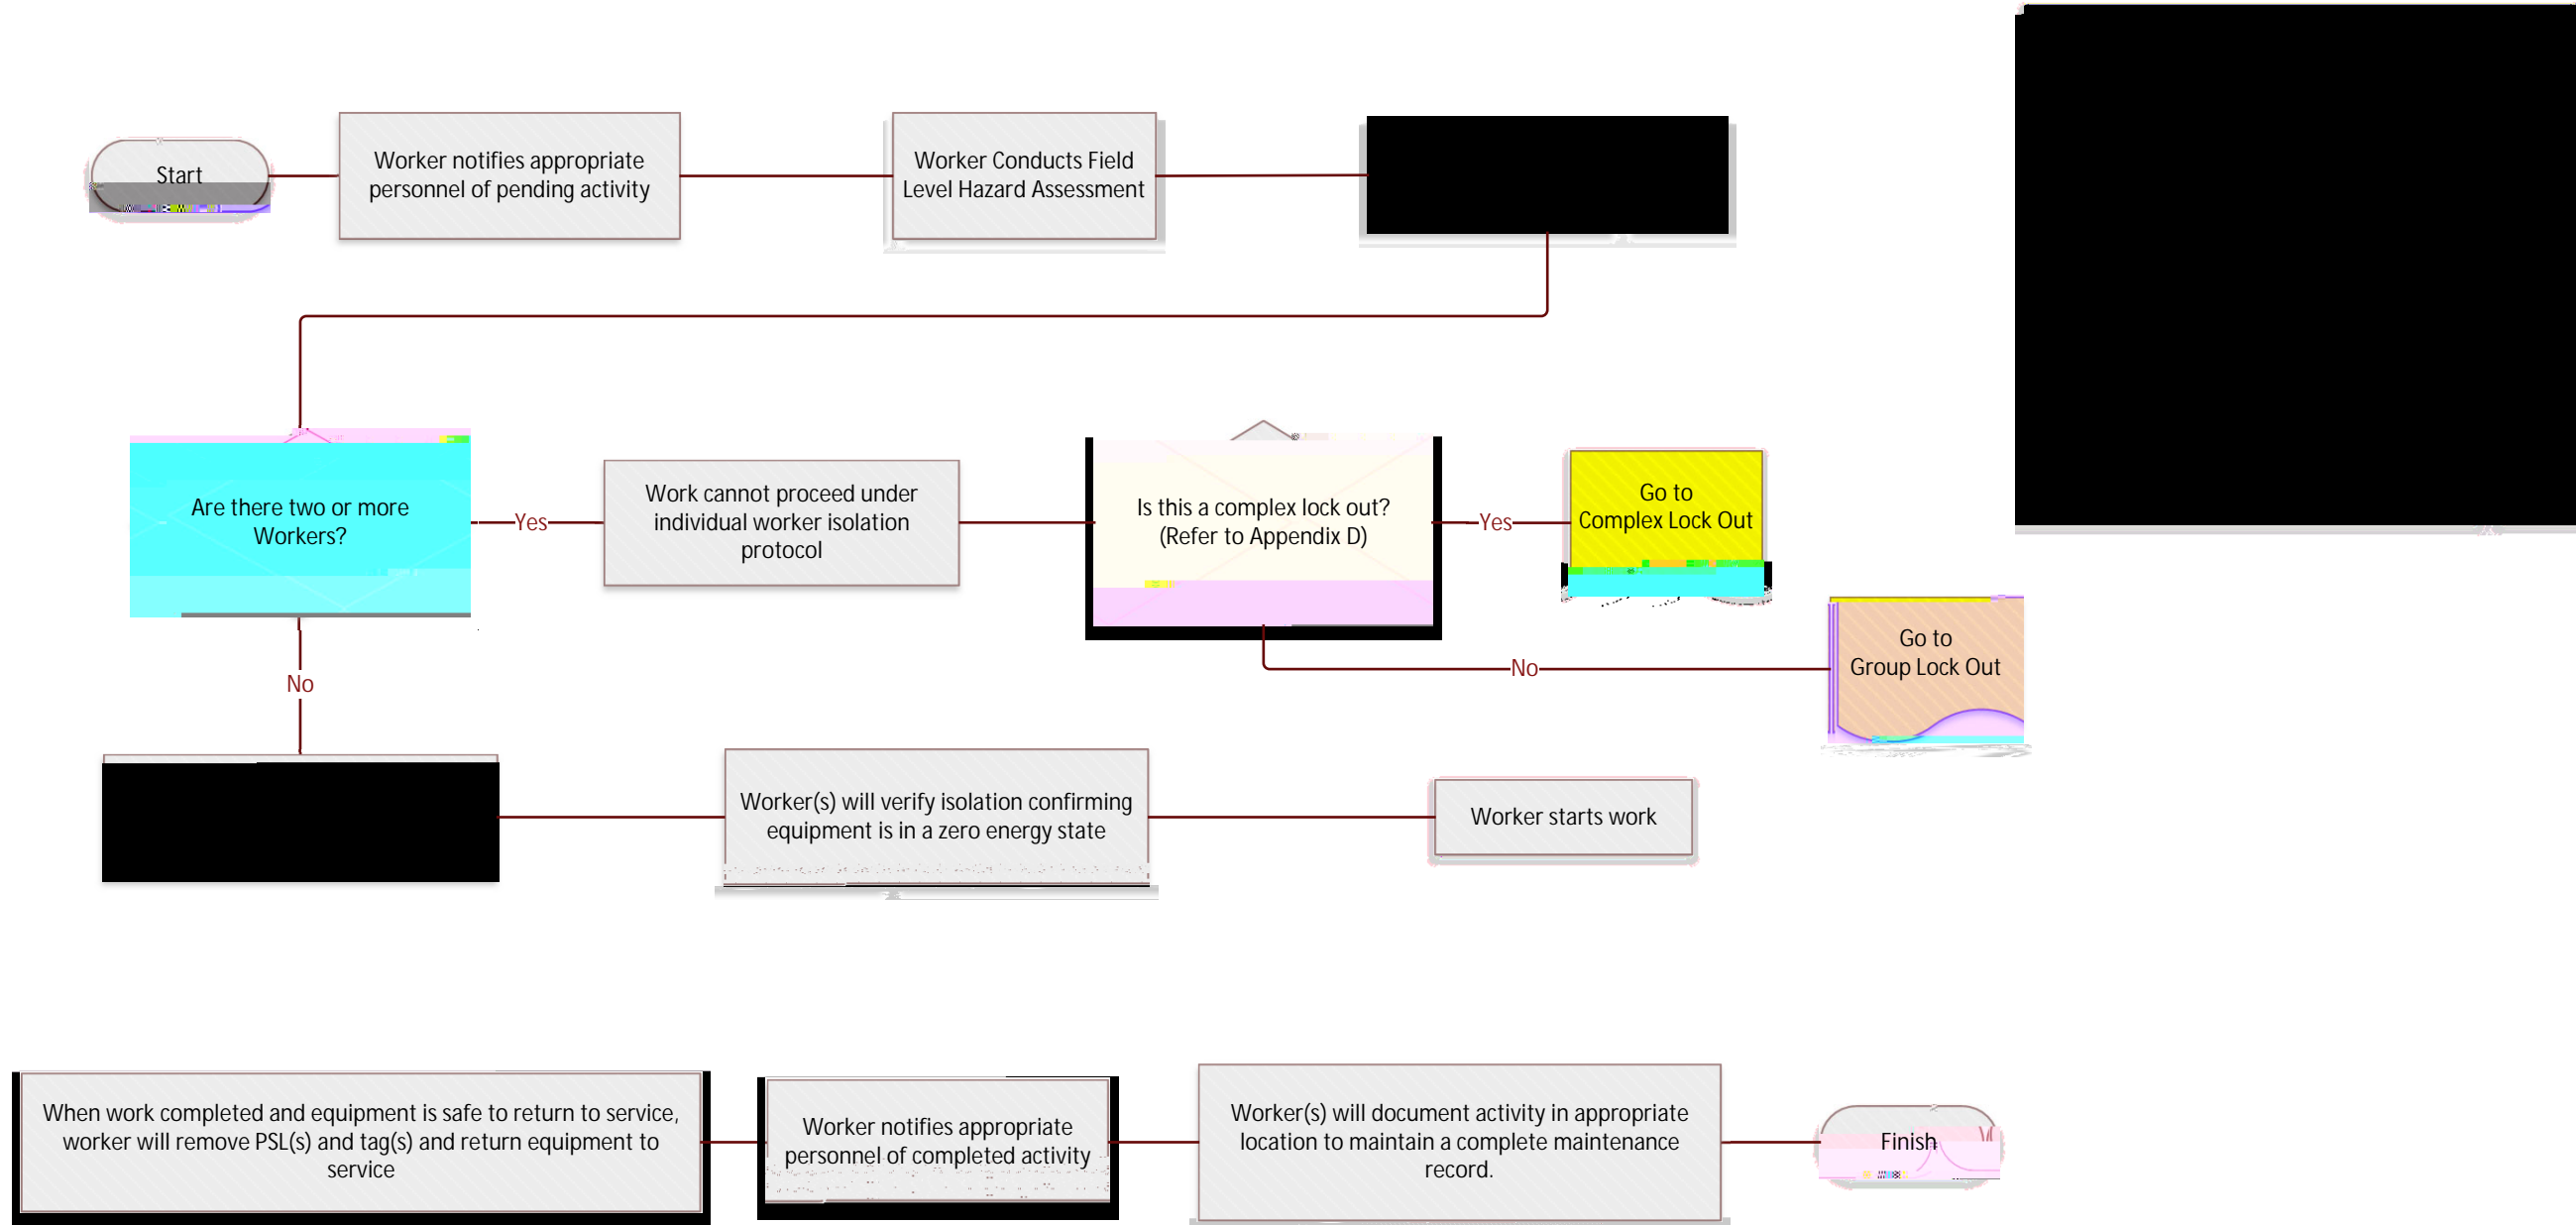 Start
Worker notifies appropriate
personnel of pending activity
Worker Conducts Field
Level Hazard Assessment
Are there two or more
Workers?
Yes
Work cannot proceed under
individual worker isolation
protocol
Is this a complex lock out?
(Refer to Appendix D)
Yes
Go to
Complex Lock Out
No
Go to
Group Lock Out
No
Worker(s) will verify isolation confirming
equipment is in a zero energy state
Worker starts work
When work completed and equipment is safe to return to service,
worker will remove PSL(s) and tag(s) and return equipment to
service
Worker notifies appropriate
personnel of completed activity
Worker(s) will document activity in appropriate
location to maintain a complete maintenance
record.
Finish